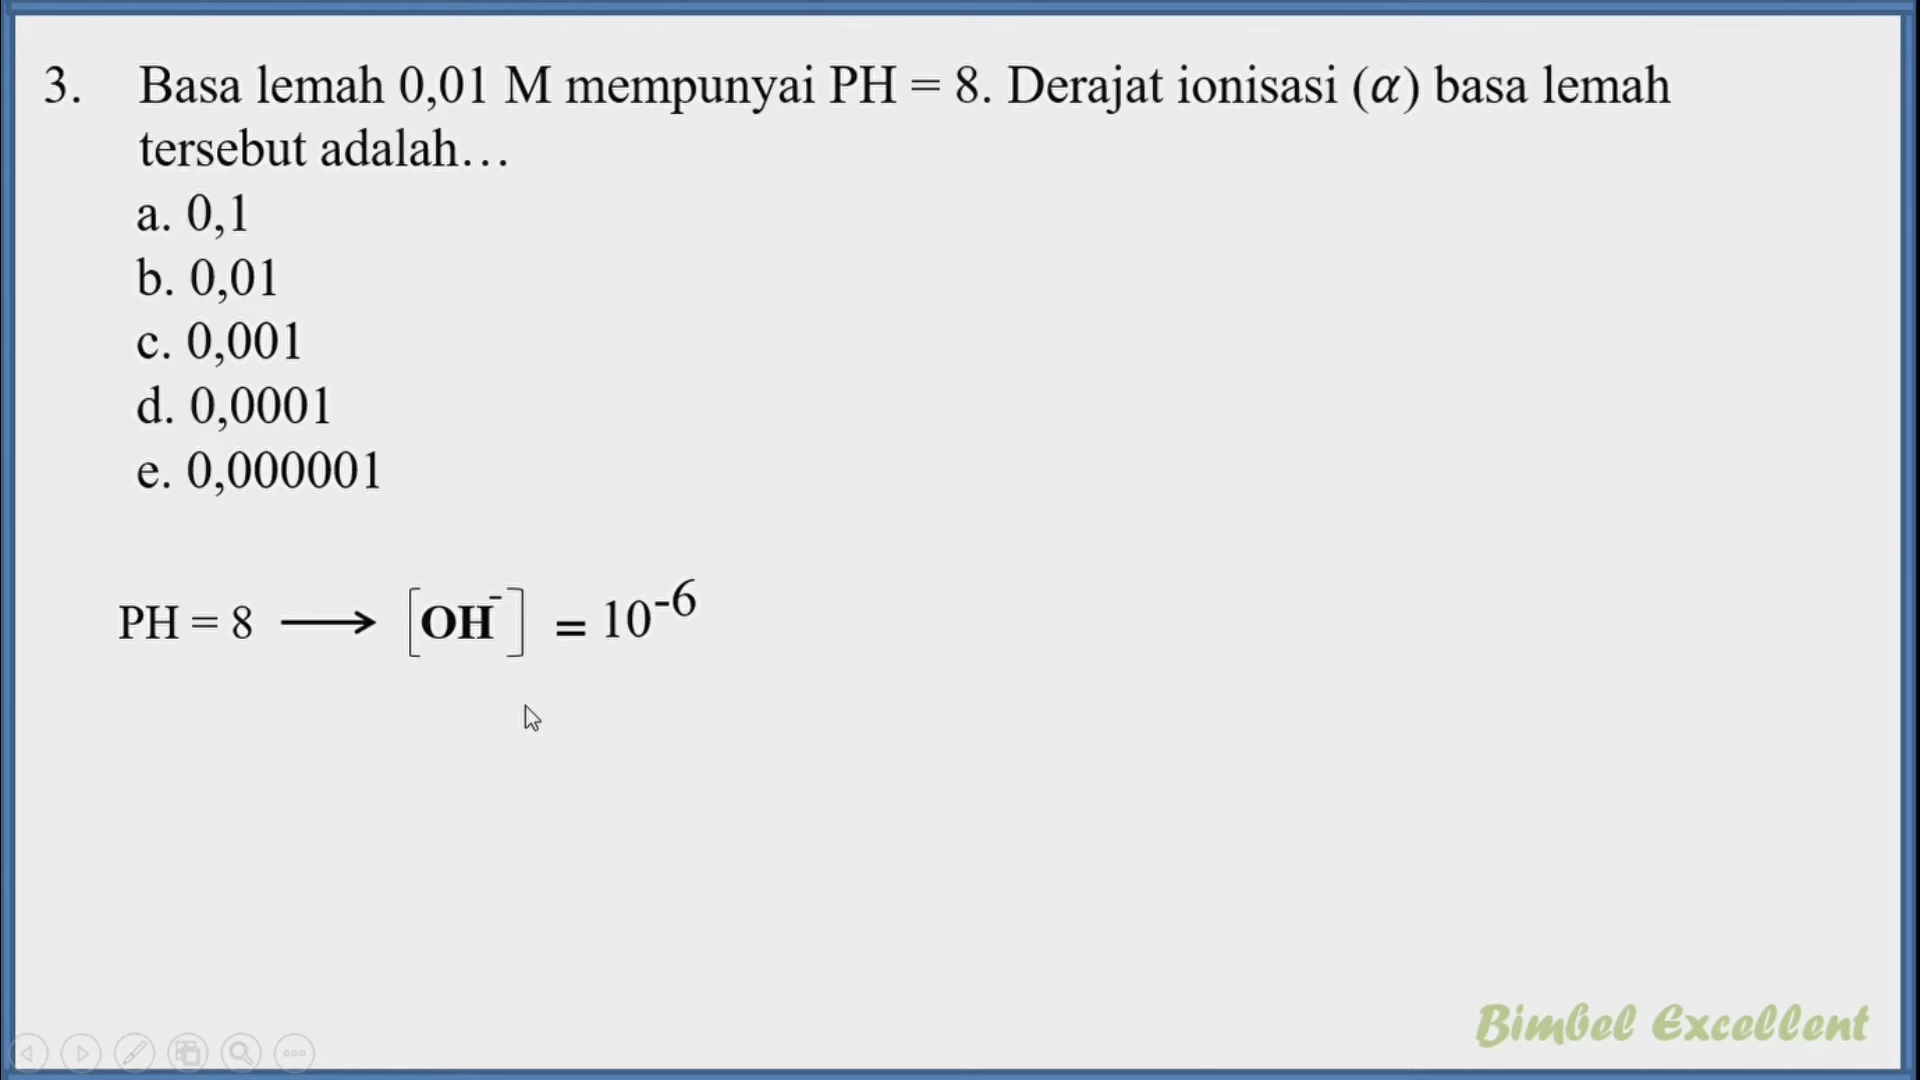 3. Basa lemah 0,01 M mempunyai PH = 8. Derajat ionisasi (α) basa lemah
tersebut adalah…
a. 0,1
b. 0,01
c. 0,001
d. 0,0001
e. 0,000001
PH = 8 ⟶ [OH⁻] = 10⁻⁶
Bimbel Excellent